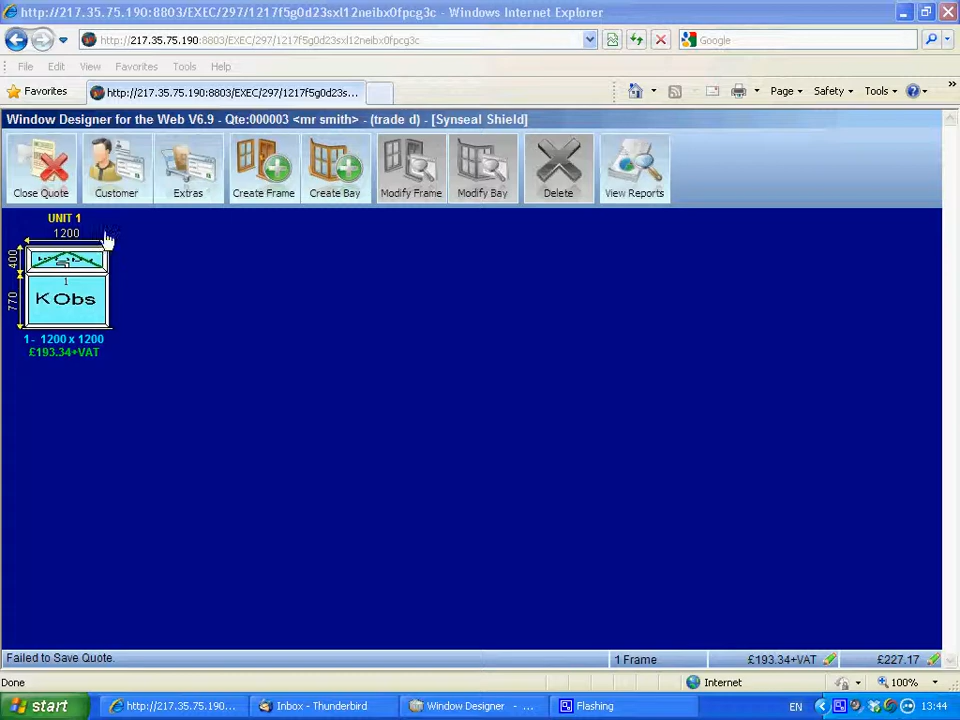 http://217.35.75.190:8803/EXEC/297/1217f5g0d23sxl12neibx0fpcg3c - Windows Internet Explorer
http://217.35.75.190:8803/EXEC/297/1217f5g0d23sxl12neibx0fpcg3c
Google
File Edit View Favorites Tools Help
Favorites
http://217.35.75.190:8803/EXEC/297/1217f5g0d23sxl12neibx0fpcg3c...
Page Safety Tools
Window Designer for the Web V6.9 - Qte:000003 <mr smith> - (trade d) - [Synseal Shield]
Close Quote Customer Extras Create Frame Create Bay Modify Frame Modify Bay Delete View Reports
UNIT 1
1200
400
1
770
K Obs
1- 1200 x 1200
£193.34+VAT
Failed to Save Quote.
1 Frame
£193.34+VAT
£227.17
Done
Internet
100%
start
http://217.35.75.190...
Inbox - Thunderbird
Window Designer - ...
Flashing
EN
13:44